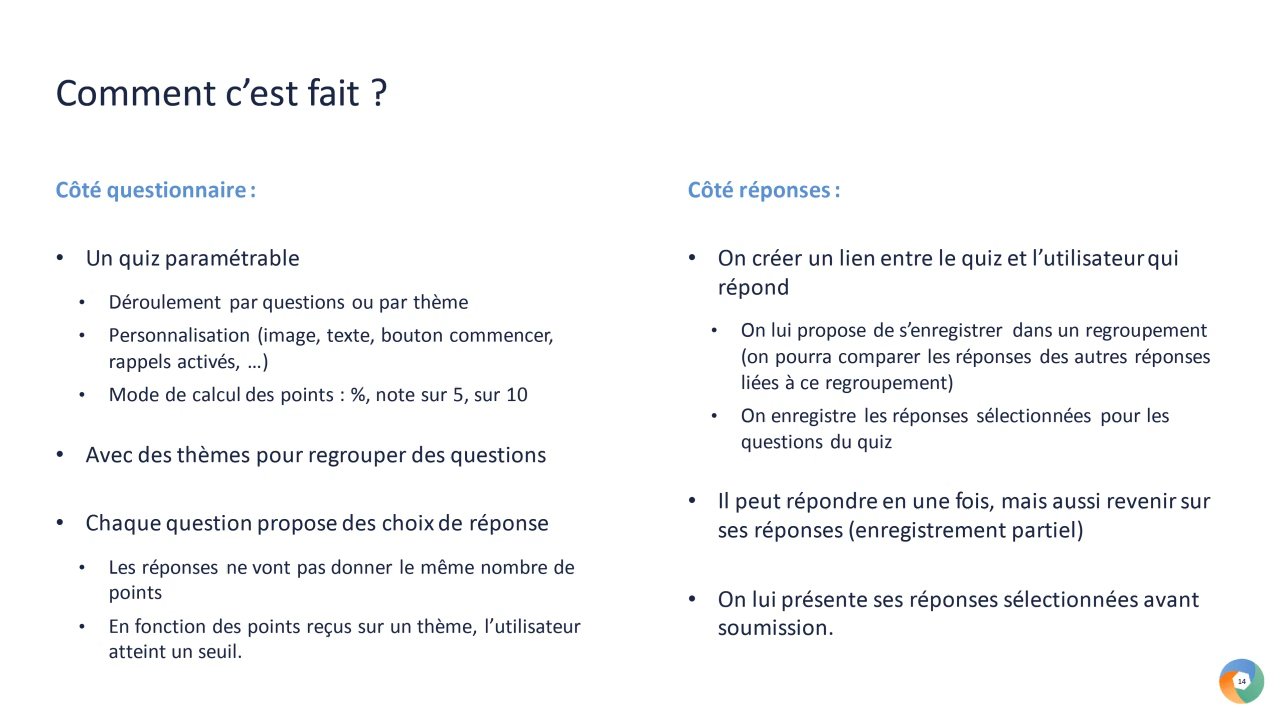 Comment c’est fait ?
Côté questionnaire :
• Un quiz paramétrable
• Déroulement par questions ou par thème
• Personnalisation (image, texte, bouton commencer,
rappels activés, …)
• Mode de calcul des points : %, note sur 5, sur 10
• Avec des thèmes pour regrouper des questions
• Chaque question propose des choix de réponse
• Les réponses ne vont pas donner le même nombre de
points
• En fonction des points reçus sur un thème, l’utilisateur
atteint un seuil.
Côté réponses :
• On créer un lien entre le quiz et l’utilisateur qui
répond
• On lui propose de s’enregistrer dans un regroupement
(on pourra comparer les réponses des autres réponses
liées à ce regroupement)
• On enregistre les réponses sélectionnées pour les
questions du quiz
• Il peut répondre en une fois, mais aussi revenir sur
ses réponses (enregistrement partiel)
• On lui présente ses réponses sélectionnées avant
soumission.
14